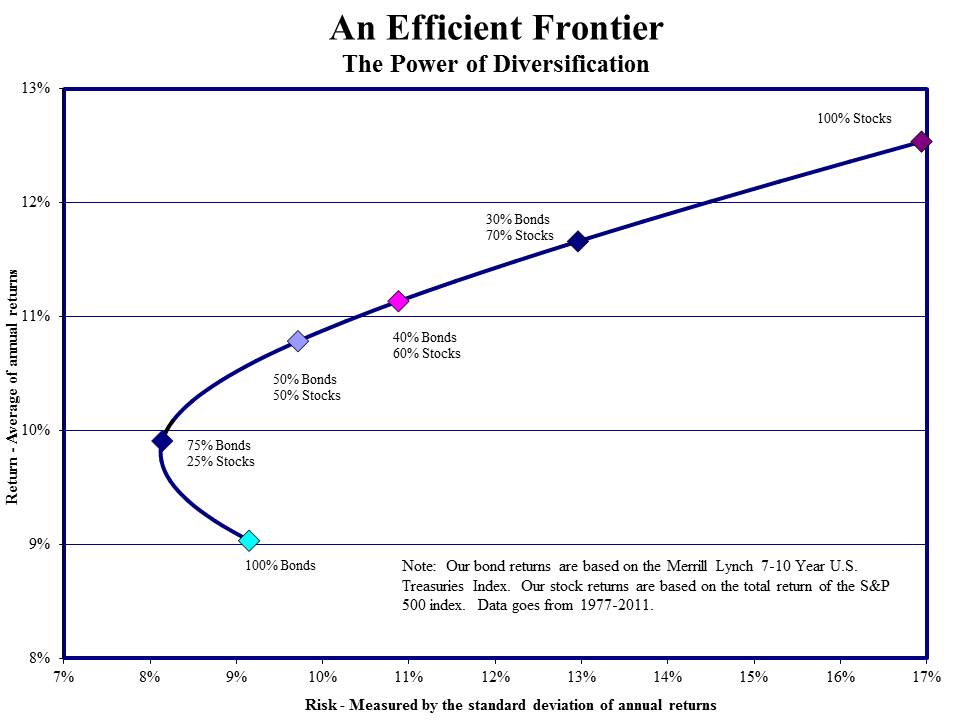 An Efficient Frontier
The Power of Diversification
13%
12%
11%
10%
9%
8%
Return - Average of annual returns
100% Stocks
30% Bonds
70% Stocks
40% Bonds
60% Stocks
50% Bonds
50% Stocks
75% Bonds
25% Stocks
100% Bonds
Note: Our bond returns are based on the Merrill Lynch 7-10 Year U.S.
Treasuries Index. Our stock returns are based on the total return of the S&P
500 index. Data goes from 1977-2011.
7% 8% 9% 10% 11% 12% 13% 14% 15% 16% 17%
Risk - Measured by the standard deviation of annual returns